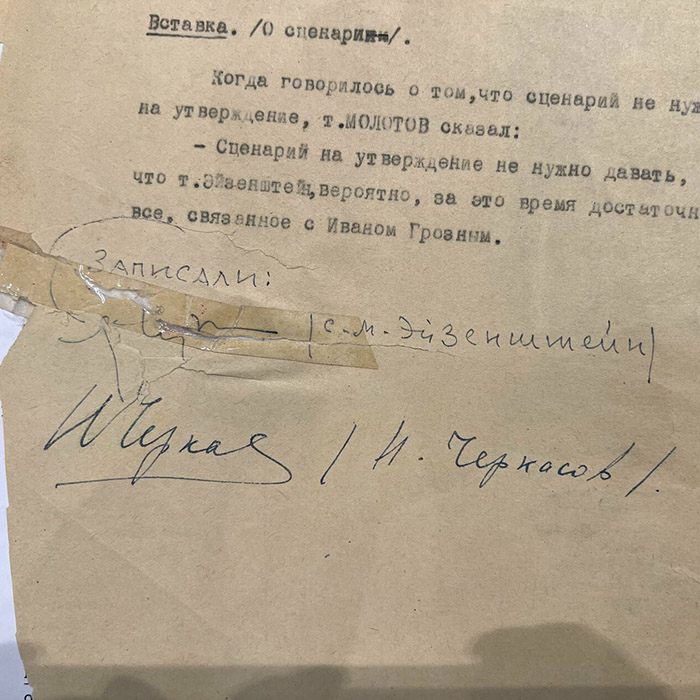 Вставка. /О сценарии/.
Когда говорилось о том,что сценарий не нуж
на утверждение, т.МОЛОТОВ сказал:
- Сценарий на утверждение не нужно давать,
что т.Эйзенштейн,вероятно, за это время достаточн
все, связанное с Иваном Грозным.
Записали:
/с.м. Эйзенштейн/
Н Черкасов /Н. Черкасов/.